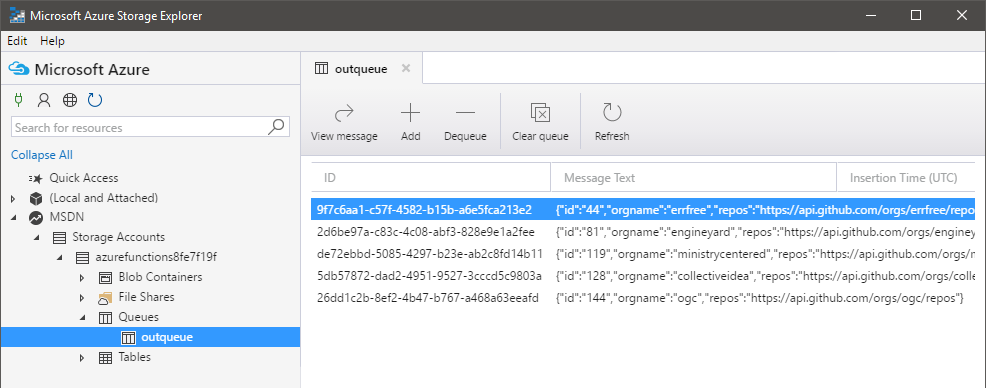 Microsoft Azure Storage Explorer
Edit Help
Microsoft Azure
Search for resources
Collapse All
Quick Access
(Local and Attached)
MSDN
Storage Accounts
azurefunctions8fe7f19f
Blob Containers
File Shares
Queues
outqueue
Tables
outqueue
View message Add Dequeue Clear queue Refresh
ID Message Text Insertion Time (UTC)
9f7c6aa1-c57f-4582-b15b-a6e5fca213e2 {"id":"44","orgname":"errfree","repos":"https://api.github.com/orgs/errfree/repo
2d6be97a-c83c-4c08-abf3-828e9e1a2fee {"id":"81","orgname":"engineyard","repos":"https://api.github.com/orgs/enginey
de72ebbd-5085-4297-b23e-ab2c8fd14b11 {"id":"119","orgname":"ministrycentered","repos":"https://api.github.com/orgs/m
5db57872-dad2-4951-9527-3cccd5c9803a {"id":"128","orgname":"collectiveidea","repos":"https://api.github.com/orgs/colle
26dd1c2b-8ef2-4b47-b767-a468a63eeafd {"id":"144","orgname":"ogc","repos":"https://api.github.com/orgs/ogc/repos"}